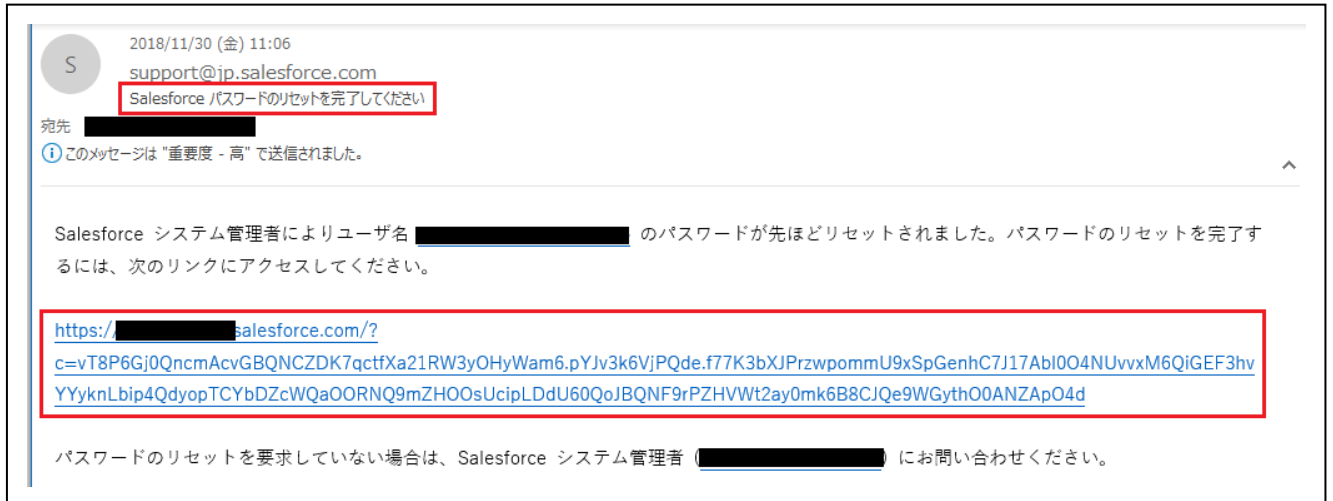 S
2018/11/30 (金) 11:06
support@jp.salesforce.com
Salesforce パスワードのリセットを完了してください
宛先
このメッセージは "重要度 - 高" で送信されました。
Salesforce システム管理者によりユーザ名 のパスワードが先ほどリセットされました。パスワードのリセットを完了す
るには、次のリンクにアクセスしてください。
https:/ salesforce.com/?
c=vT8P6Gj0QncmAcvGBQNCZDK7qctfXa21RW3yOHyWam6.pYJv3k6VjPQde.f77K3bXJPrzwpommU9xSpGenhC7J17AbI0O4NUvvxM6QiGEF3hv
YYyknLbip4QdyopTCYbDZcWQaOORNQ9mZHOOsUcipLDdU60QoJBQNF9rPZHVWt2ay0mk6B8CJQe9WGythO0ANZApO4d
パスワードのリセットを要求していない場合は、Salesforce システム管理者 ( ) にお問い合わせください。